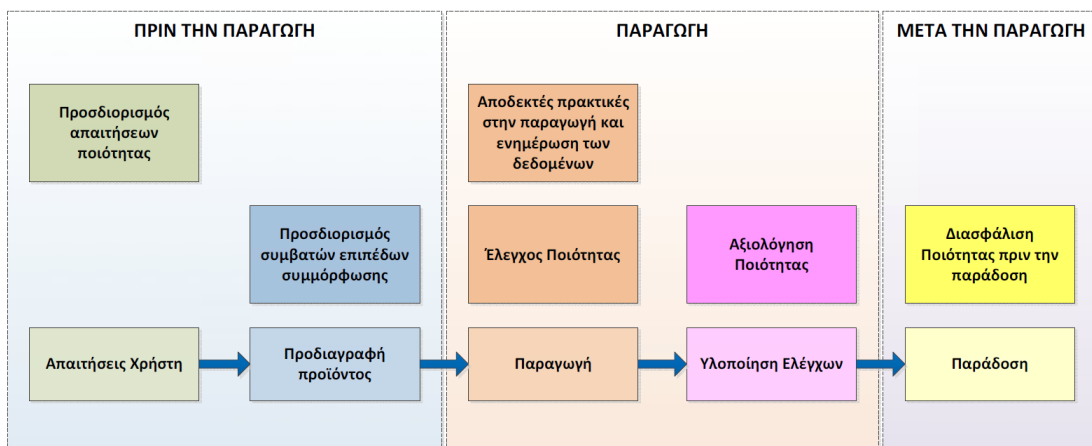 ΠΡΙΝ ΤΗΝ ΠΑΡΑΓΩΓΗ
ΠΑΡΑΓΩΓΗ
ΜΕΤΑ ΤΗΝ ΠΑΡΑΓΩΓΗ
Προσδιορισμός
απαιτήσεων
ποιότητας
Αποδεκτές πρακτικές
στην παραγωγή και
ενημέρωση των
δεδομένων
Προσδιορισμός
συμβατών επιπέδων
συμμόρφωσης
Έλεγχος Ποιότητας
Αξιολόγηση
Ποιότητας
Διασφάλιση
Ποιότητας πριν την
παράδοση
Απαιτήσεις Χρήστη
Προδιαγραφή
προϊόντος
Παραγωγή
Υλοποίηση Ελέγχων
Παράδοση